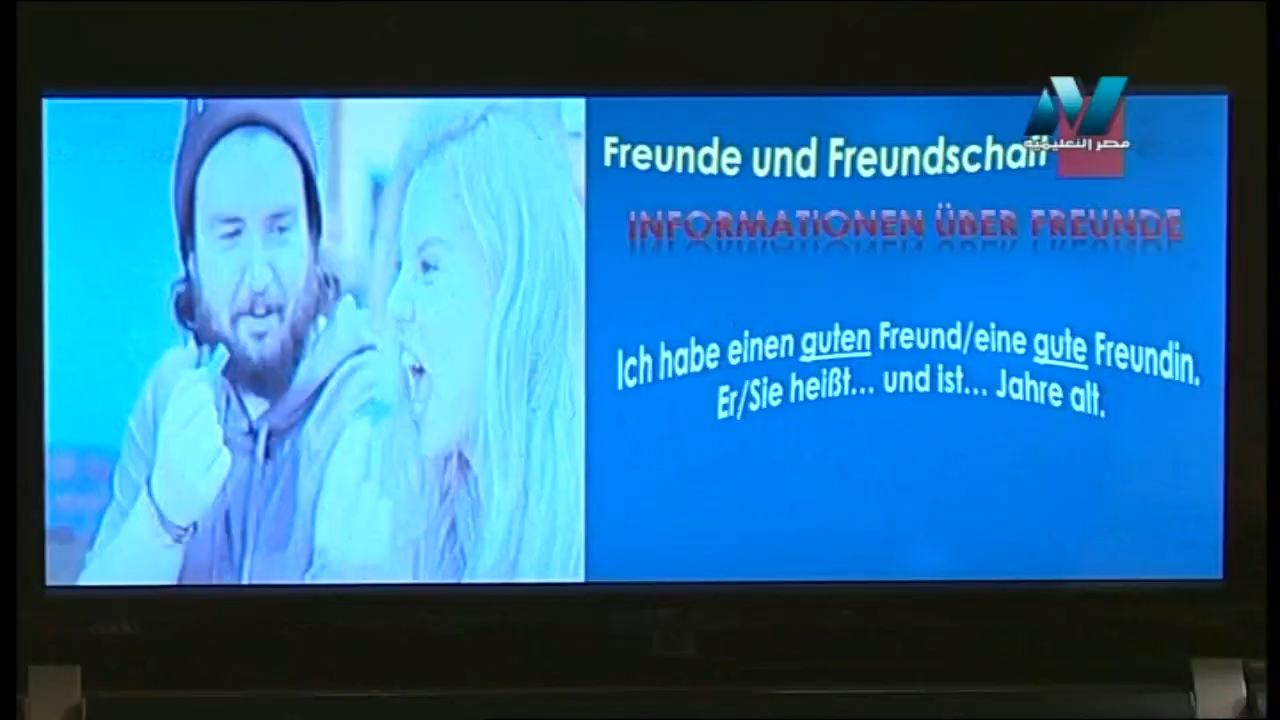 Freunde und Freundschaft
مصر التعليمية
INFORMATIONEN ÜBER FREUNDE
Ich habe einen guten Freund/eine gute Freundin.
Er/Sie heißt... und ist... Jahre alt.